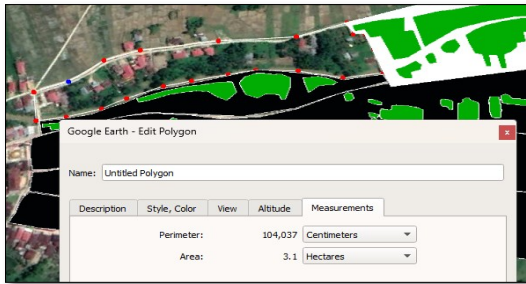 Google Earth - Edit Polygon
x
Name: Untitled Polygon
Description Style, Color View Altitude Measurements
Perimeter: 104,037 Centimeters
Area: 3.1 Hectares